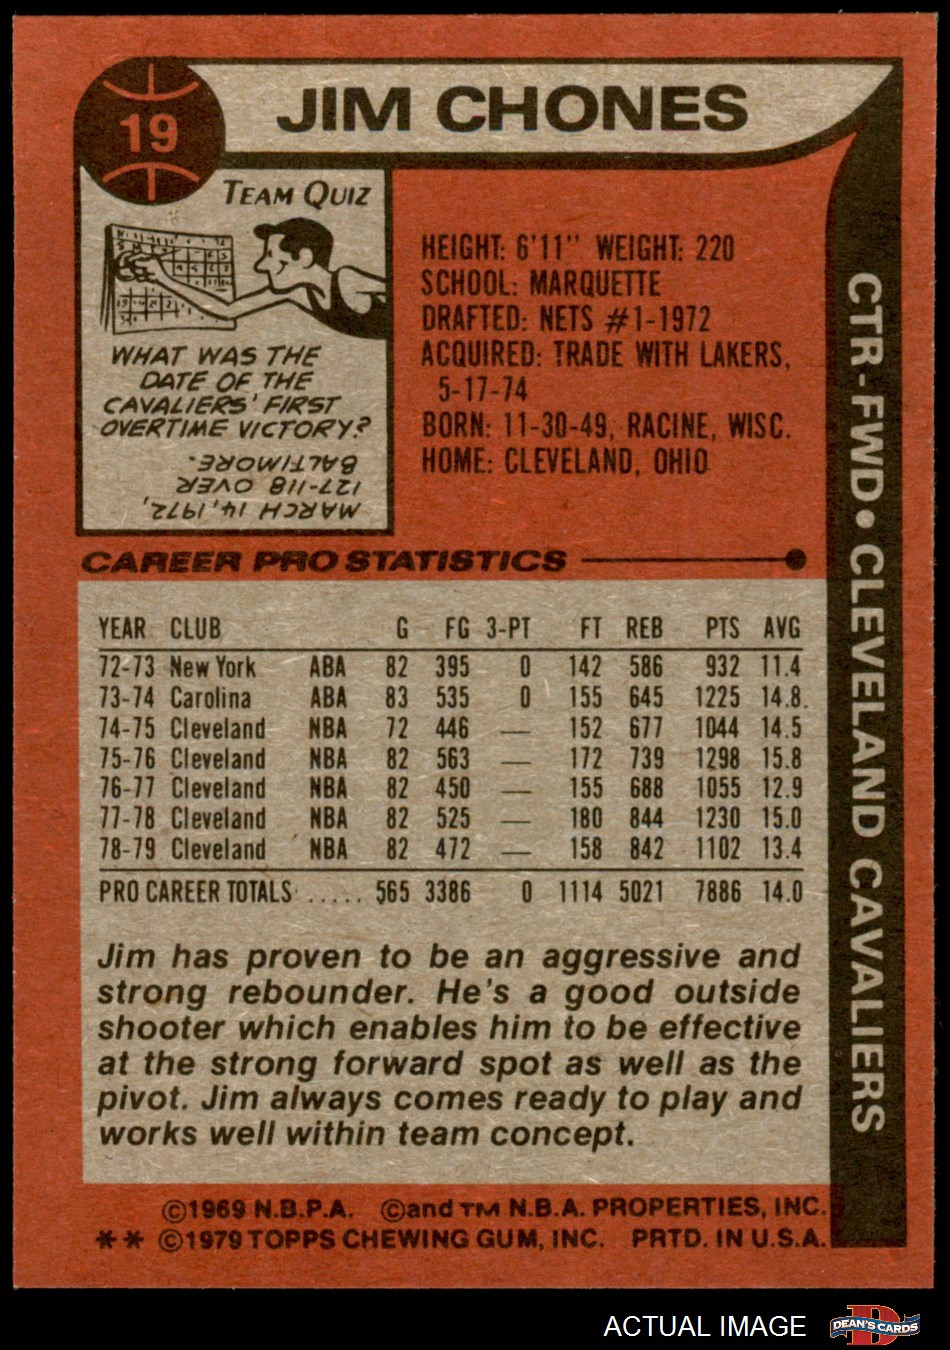 19
JIM CHONES
TEAM QUIZ
WHAT WAS THE
DATE OF THE
CAVALIERS' FIRST
OVERTIME VICTORY?
MARCH 14, 1972,
127-118 OVER
BALTIMORE.
HEIGHT: 6'11" WEIGHT: 220
SCHOOL: MARQUETTE
DRAFTED: NETS #1-1972
ACQUIRED: TRADE WITH LAKERS,
5-17-74
BORN: 11-30-49, RACINE, WISC.
HOME: CLEVELAND, OHIO
CTR-FWD • CLEVELAND CAVALIERS
CAREER PRO STATISTICS
YEAR CLUB G FG 3-PT FT REB PTS AVG
72-73 New York ABA 82 395 0 142 586 932 11.4
73-74 Carolina ABA 83 535 0 155 645 1225 14.8
74-75 Cleveland NBA 72 446 — 152 677 1044 14.5
75-76 Cleveland NBA 82 563 — 172 739 1298 15.8
76-77 Cleveland NBA 82 450 — 155 688 1055 12.9
77-78 Cleveland NBA 82 525 — 180 844 1230 15.0
78-79 Cleveland NBA 82 472 — 158 842 1102 13.4
PRO CAREER TOTALS ..... 565 3386 0 1114 5021 7886 14.0
Jim has proven to be an aggressive and
strong rebounder. He's a good outside
shooter which enables him to be effective
at the strong forward spot as well as the
pivot. Jim always comes ready to play and
works well within team concept.
©1969 N.B.P.A. ©and TM N.B.A. PROPERTIES, INC.
** ©1979 TOPPS CHEWING GUM, INC. PRTD. IN U.S.A.
ACTUAL IMAGE
D
DEAN'S CARDS